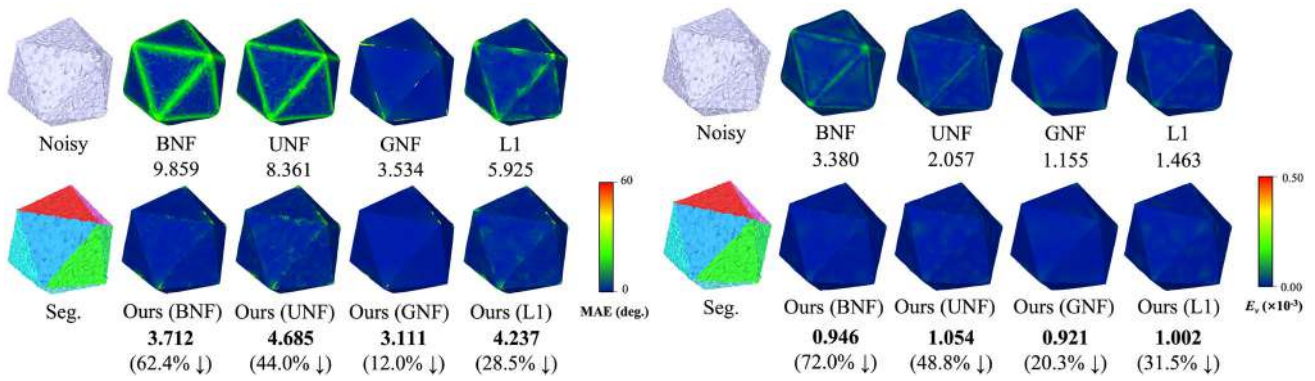 Noisy BNF UNF GNF L1
9.859 8.361 3.534 5.925
60
0
MAE (deg.)
Seg. Ours (BNF) Ours (UNF) Ours (GNF) Ours (L1)
3.712 4.685 3.111 4.237
(62.4% ↓) (44.0% ↓) (12.0% ↓) (28.5% ↓)
Noisy BNF UNF GNF L1
3.380 2.057 1.155 1.463
0.50
0.00
Eᵥ (×10⁻³)
Seg. Ours (BNF) Ours (UNF) Ours (GNF) Ours (L1)
0.946 1.054 0.921 1.002
(72.0% ↓) (48.8% ↓) (20.3% ↓) (31.5% ↓)